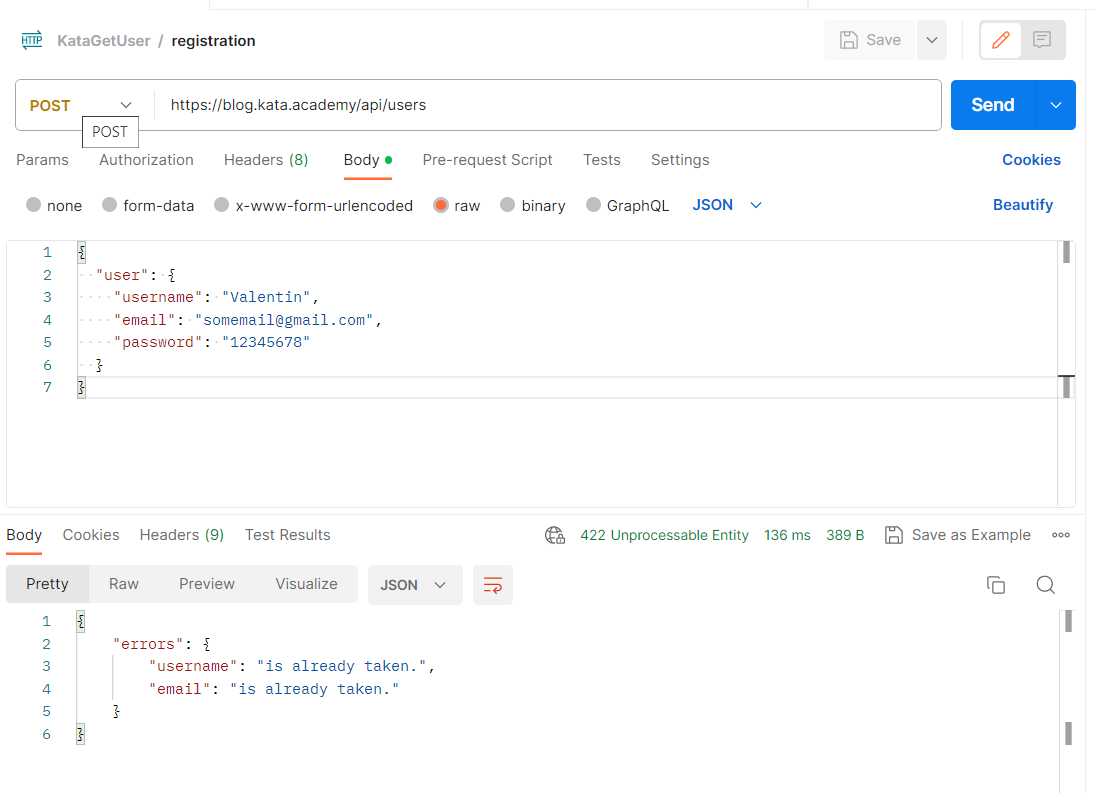 HTTP KataGetUser / registration Save
POST https://blog.kata.academy/api/users Send
POST
Params Authorization Headers (8) Body Pre-request Script Tests Settings Cookies
none form-data x-www-form-urlencoded raw binary GraphQL JSON Beautify
1 {
2 "user": {
3 "username": "Valentin",
4 "email": "somemail@gmail.com",
5 "password": "12345678"
6 }
7 }
Body Cookies Headers (9) Test Results 422 Unprocessable Entity 136 ms 389 B Save as Example
Pretty Raw Preview Visualize JSON
1 {
2 "errors": {
3 "username": "is already taken.",
4 "email": "is already taken."
5 }
6 }